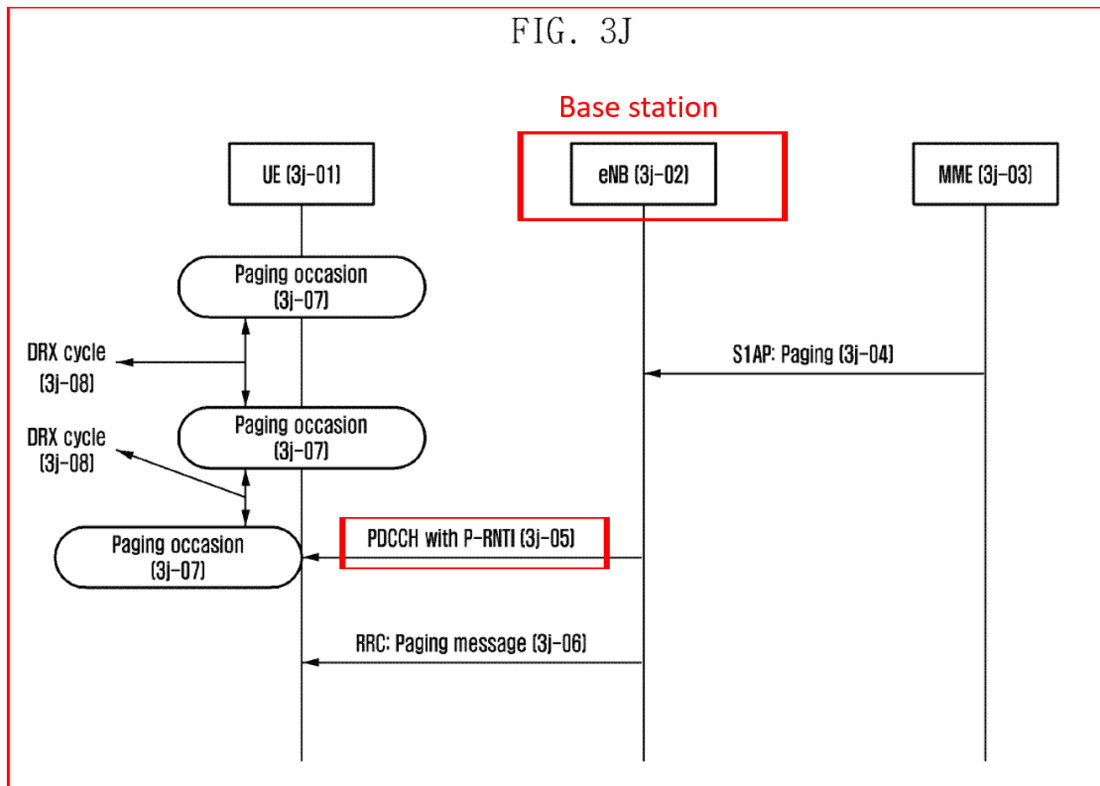 FIG. 3J
Base station
UE (3j-01)
eNB (3j-02)
MME (3j-03)
Paging occasion
(3j-07)
DRX cycle
(3j-08)
S1AP: Paging (3j-04)
Paging occasion
(3j-07)
DRX cycle
(3j-08)
PDCCH with P-RNTI (3j-05)
Paging occasion
(3j-07)
RRC: Paging message (3j-06)